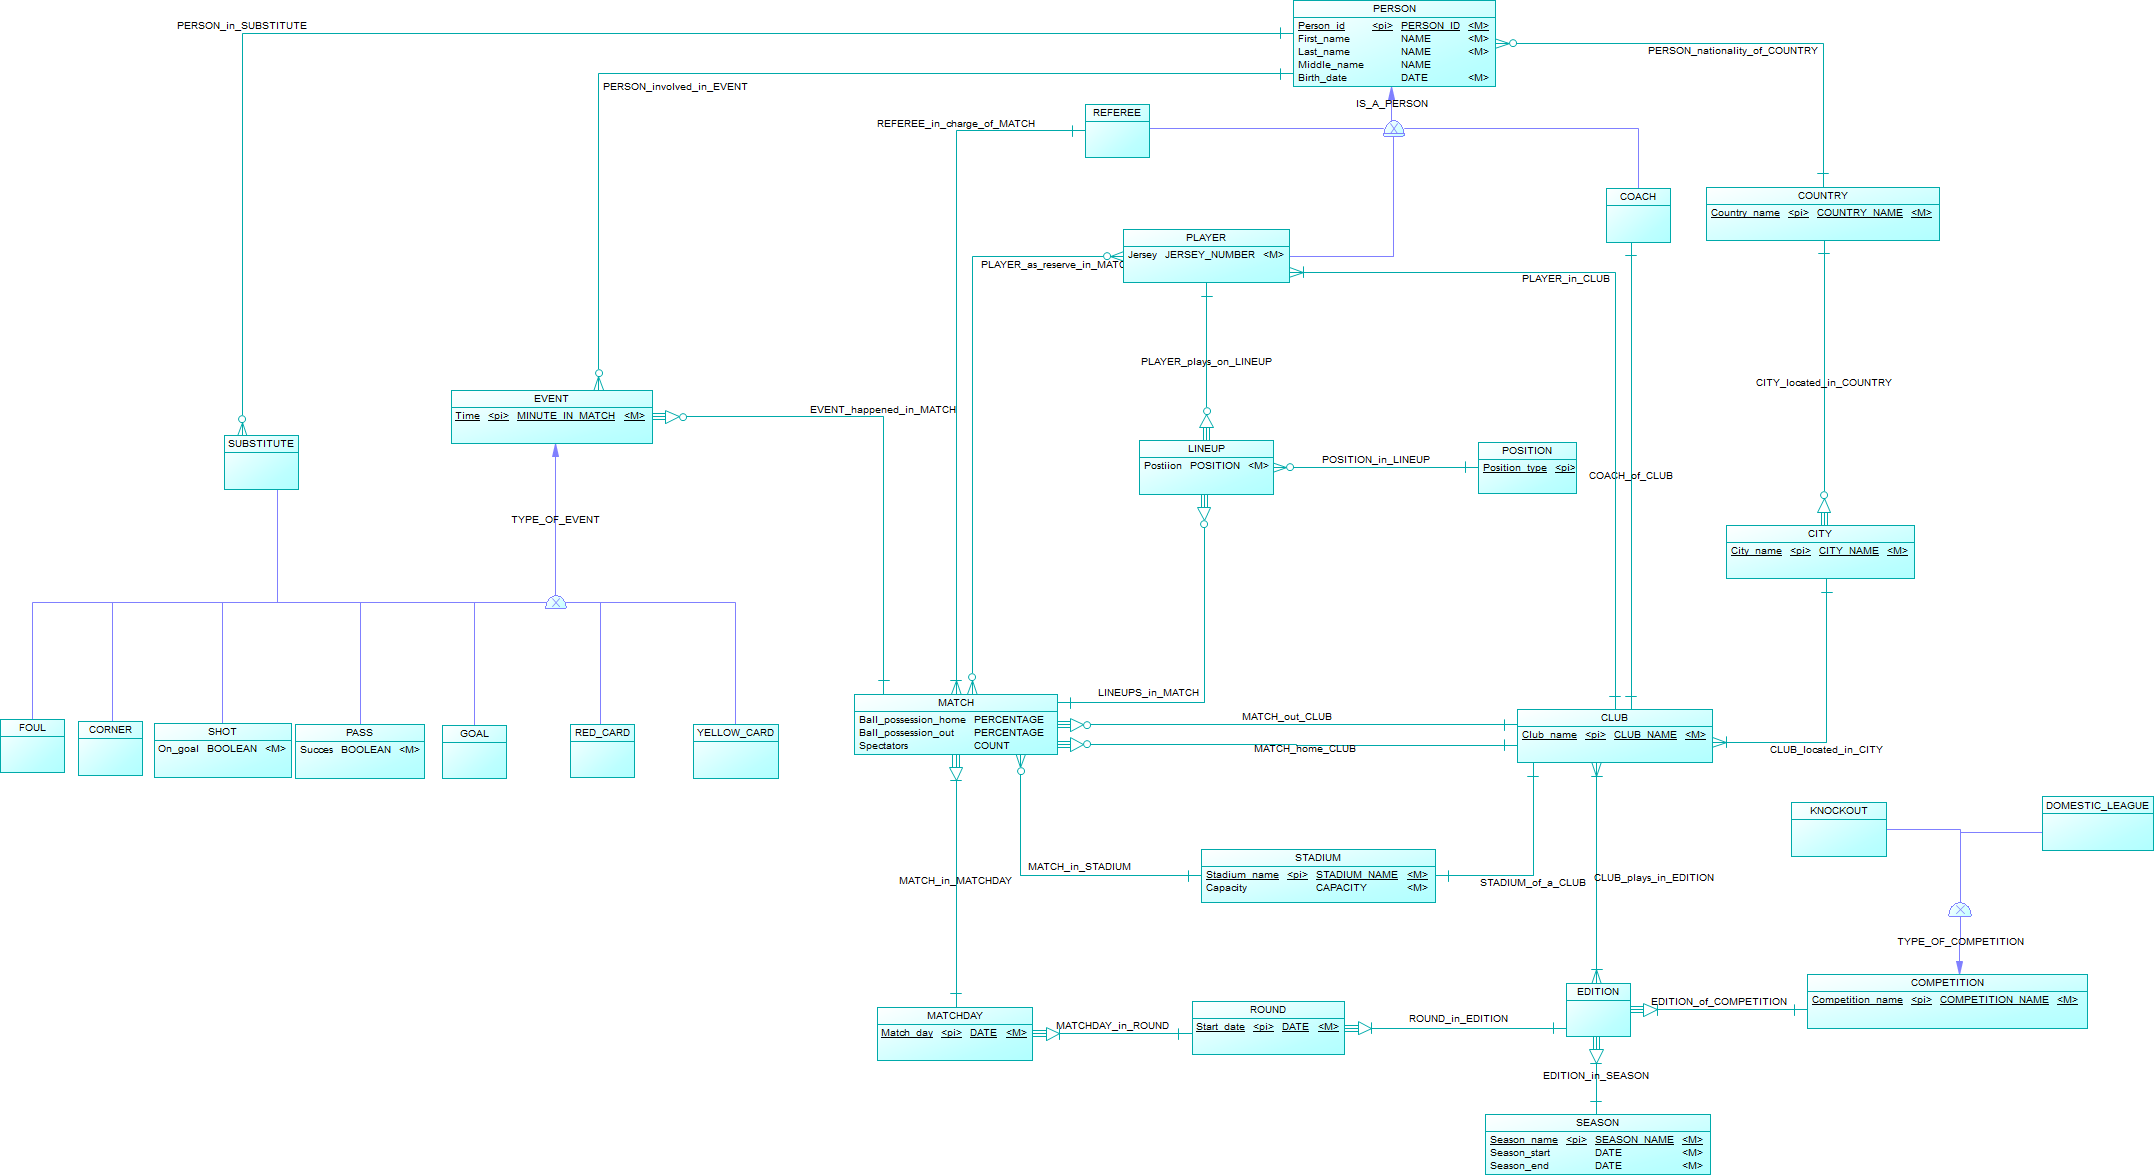 PERSON
Person_id <pi> PERSON_ID <M>
First_name NAME <M>
Last_name NAME <M>
Middle_name NAME
Birth_date DATE <M>
PERSON_in_SUBSTITUTE
PERSON_nationality_of_COUNTRY
PERSON_involved_in_EVENT
IS_A_PERSON
REFEREE
REFEREE_in_charge_of_MATCH
COACH
COUNTRY
Country_name <pi> COUNTRY_NAME <M>
PLAYER
Jersey JERSEY_NUMBER <M>
PLAYER_as_reserve_in_MATC
PLAYER_in_CLUB
PLAYER_plays_on_LINEUP
CITY_located_in_COUNTRY
EVENT
Time <pi> MINUTE_IN_MATCH <M>
EVENT_happened_in_MATCH
SUBSTITUTE
LINEUP
Postiion POSITION <M>
POSITION_in_LINEUP
POSITION
Position_type <pi>
COACH_of_CLUB
TYPE_OF_EVENT
CITY
City_name <pi> CITY_NAME <M>
LINEUPS_in_MATCH
MATCH
Ball_possession_home PERCENTAGE
Ball_possession_out PERCENTAGE
Spectators COUNT
MATCH_out_CLUB
MATCH_home_CLUB
CLUB
Club_name <pi> CLUB_NAME <M>
CLUB_located_in_CITY
FOUL
CORNER
SHOT
On_goal BOOLEAN <M>
PASS
Succes BOOLEAN <M>
GOAL
RED_CARD
YELLOW_CARD
KNOCKOUT
DOMESTIC_LEAGUE
MATCH_in_STADIUM
STADIUM
Stadium_name <pi> STADIUM_NAME <M>
Capacity CAPACITY <M>
STADIUM_of_a_CLUB
CLUB_plays_in_EDITION
MATCH_in_MATCHDAY
TYPE_OF_COMPETITION
COMPETITION
Competition_name <pi> COMPETITION_NAME <M>
EDITION
EDITION_of_COMPETITION
MATCHDAY
Match_day <pi> DATE <M>
MATCHDAY_in_ROUND
ROUND
Start_date <pi> DATE <M>
ROUND_in_EDITION
EDITION_in_SEASON
SEASON
Season_name <pi> SEASON_NAME <M>
Season_start DATE <M>
Season_end DATE <M>